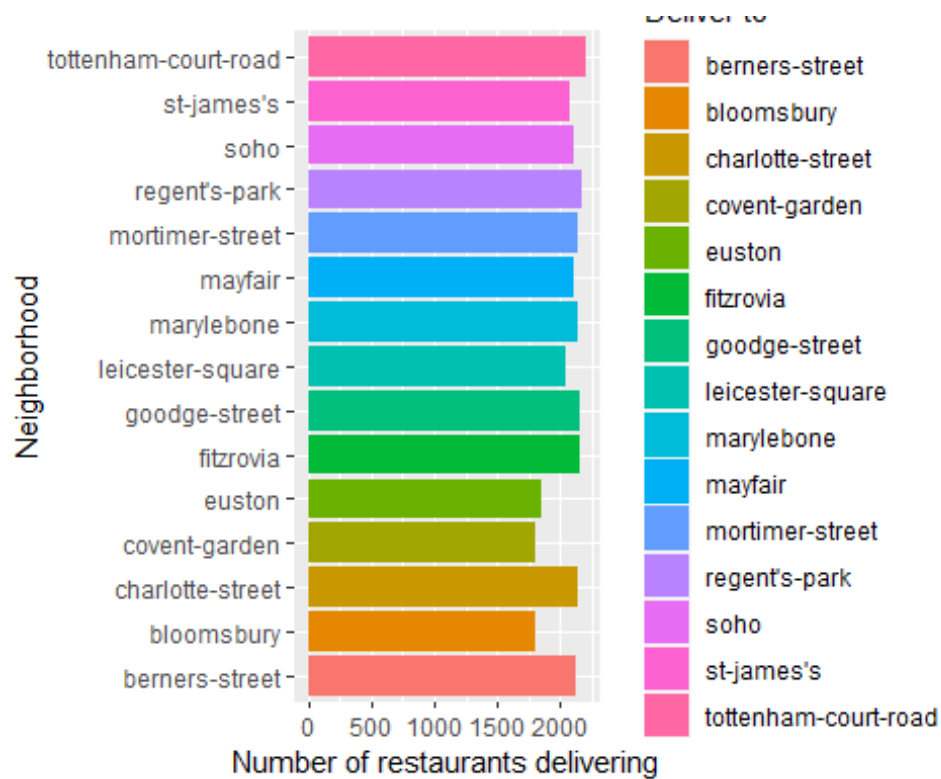 Deliver to
tottenham-court-road
st-james's
soho
regent's-park
mortimer-street
mayfair
marylebone
leicester-square
goodge-street
fitzrovia
euston
covent-garden
charlotte-street
bloomsbury
berners-street
Neighborhood
0 500 1000 1500 2000
Number of restaurants delivering
berners-street
bloomsbury
charlotte-street
covent-garden
euston
fitzrovia
goodge-street
leicester-square
marylebone
mayfair
mortimer-street
regent's-park
soho
st-james's
tottenham-court-road